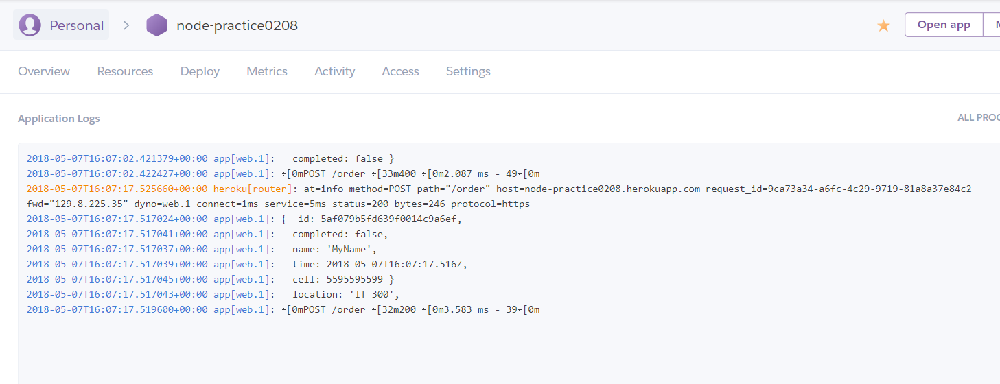 Personal > node-practice0208
Open app
Overview Resources Deploy Metrics Activity Access Settings
Application Logs
ALL PROC
2018-05-07T16:07:02.421379+00:00 app[web.1]:   completed: false }
2018-05-07T16:07:02.422427+00:00 app[web.1]: ←[0mPOST /order ←[33m400 ←[0m2.087 ms - 49←[0m
2018-05-07T16:07:17.525660+00:00 heroku[router]: at=info method=POST path="/order" host=node-practice0208.herokuapp.com request_id=9ca73a34-a6fc-4c29-9719-81a8a37e84c2
fwd="129.8.225.35" dyno=web.1 connect=1ms service=5ms status=200 bytes=246 protocol=https
2018-05-07T16:07:17.517024+00:00 app[web.1]: { _id: 5af079b5fd639f0014c9a6ef,
2018-05-07T16:07:17.517041+00:00 app[web.1]:   completed: false,
2018-05-07T16:07:17.517037+00:00 app[web.1]:   name: 'MyName',
2018-05-07T16:07:17.517039+00:00 app[web.1]:   time: 2018-05-07T16:07:17.516Z,
2018-05-07T16:07:17.517045+00:00 app[web.1]:   cell: 5595595599 }
2018-05-07T16:07:17.517043+00:00 app[web.1]:   location: 'IT 300',
2018-05-07T16:07:17.519600+00:00 app[web.1]: ←[0mPOST /order ←[32m200 ←[0m3.583 ms - 39←[0m